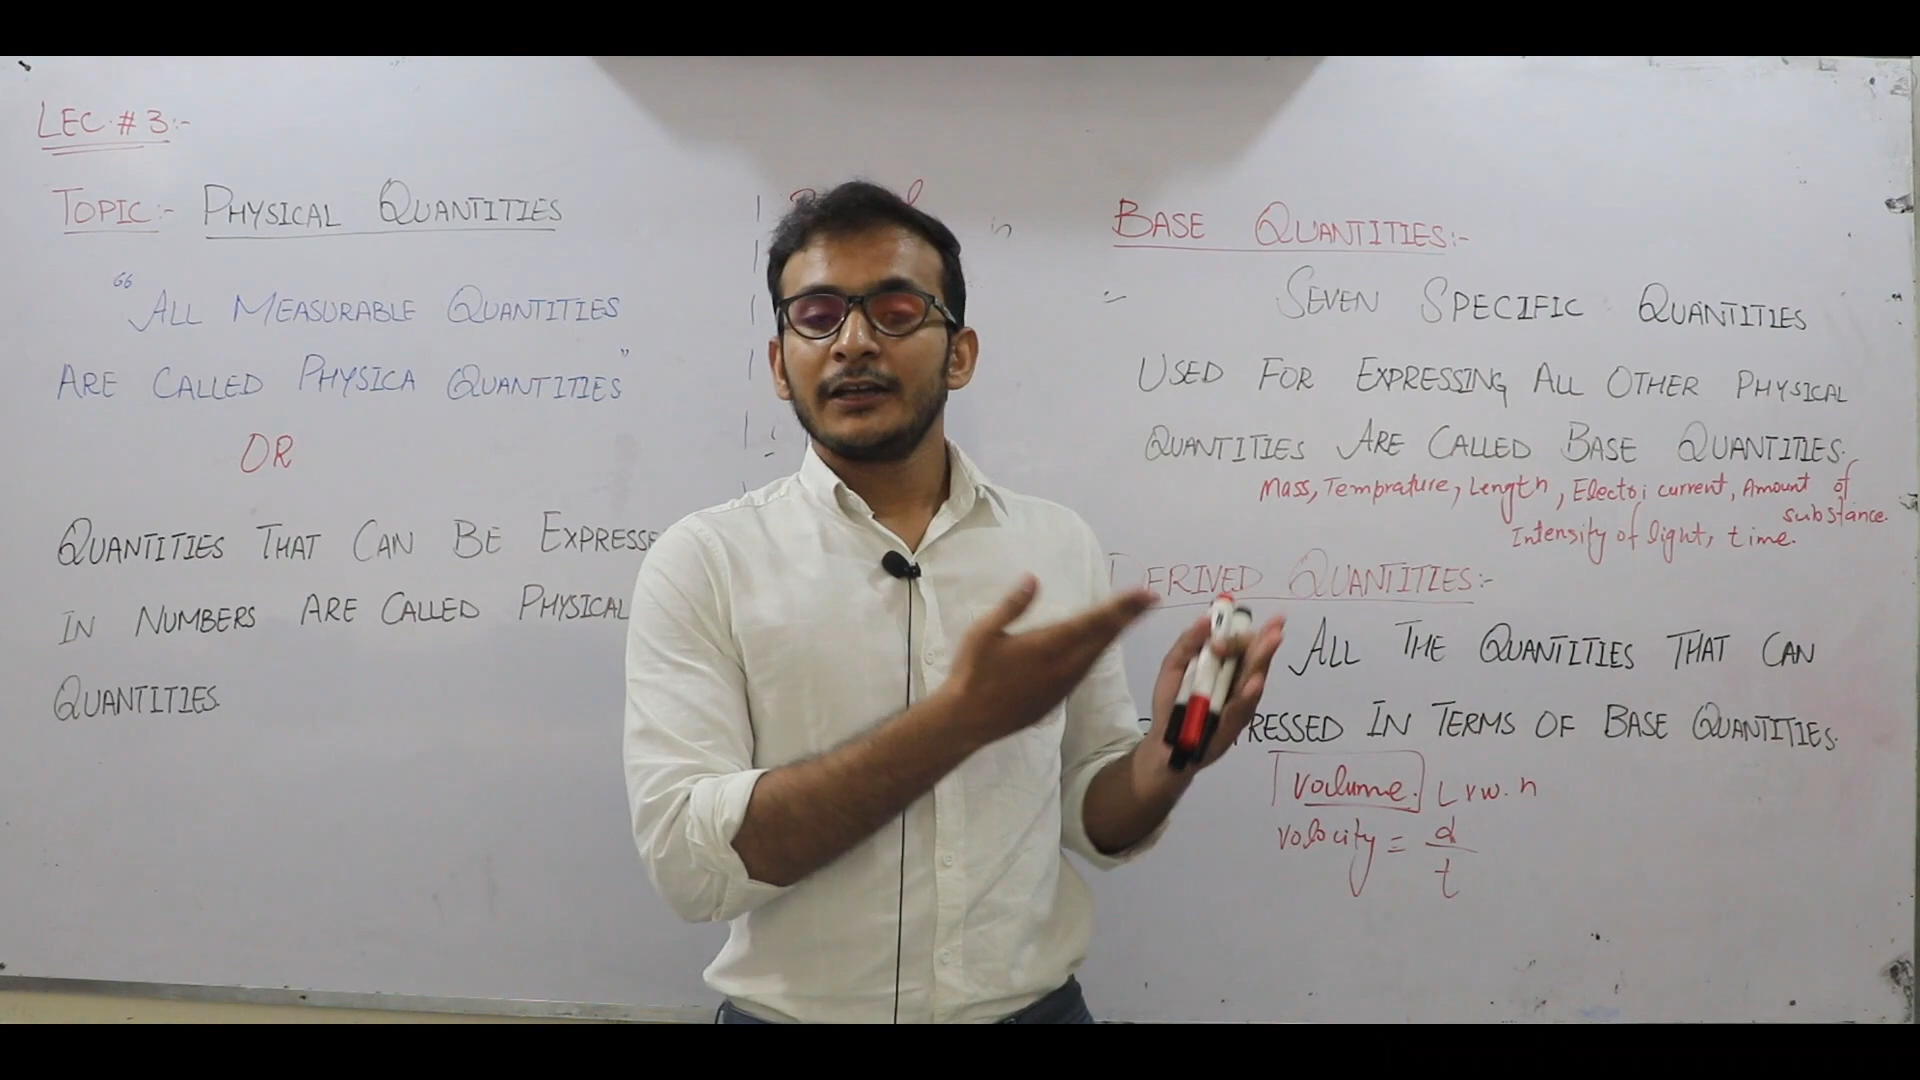 LEC # 3:-
TOPIC:- PHYSICAL QUANTITIES
“ALL MEASURABLE QUANTITIES
ARE CALLED PHYSICA QUANTITIES”
OR
QUANTITIES THAT CAN BE EXPRESSE
IN NUMBERS ARE CALLED PHYSICAL
QUANTITIES.
BASE QUANTITIES:-
SEVEN SPECIFIC QUANTITIES
USED FOR EXPRESSING ALL OTHER PHYSICAL
QUANTITIES ARE CALLED BASE QUANTITIES.
Mass, Temprature, Length, Electoi current, Amount of
substance.
Intensity of light, time.
DERIVED QUANTITIES:-
ALL THE QUANTITIES THAT CAN
RESSED IN TERMS OF BASE QUANTITIES.
volume.
velocity = d
t